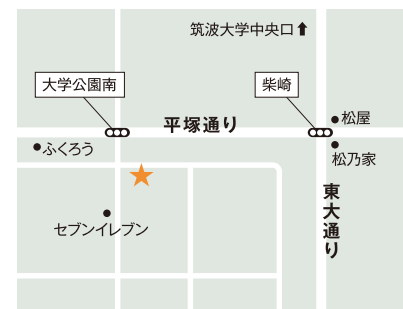 筑波大学中央口⬆
大学公園南
柴崎
松屋
平塚通り
ふくろう
松乃家
東大通り
セブンイレブン